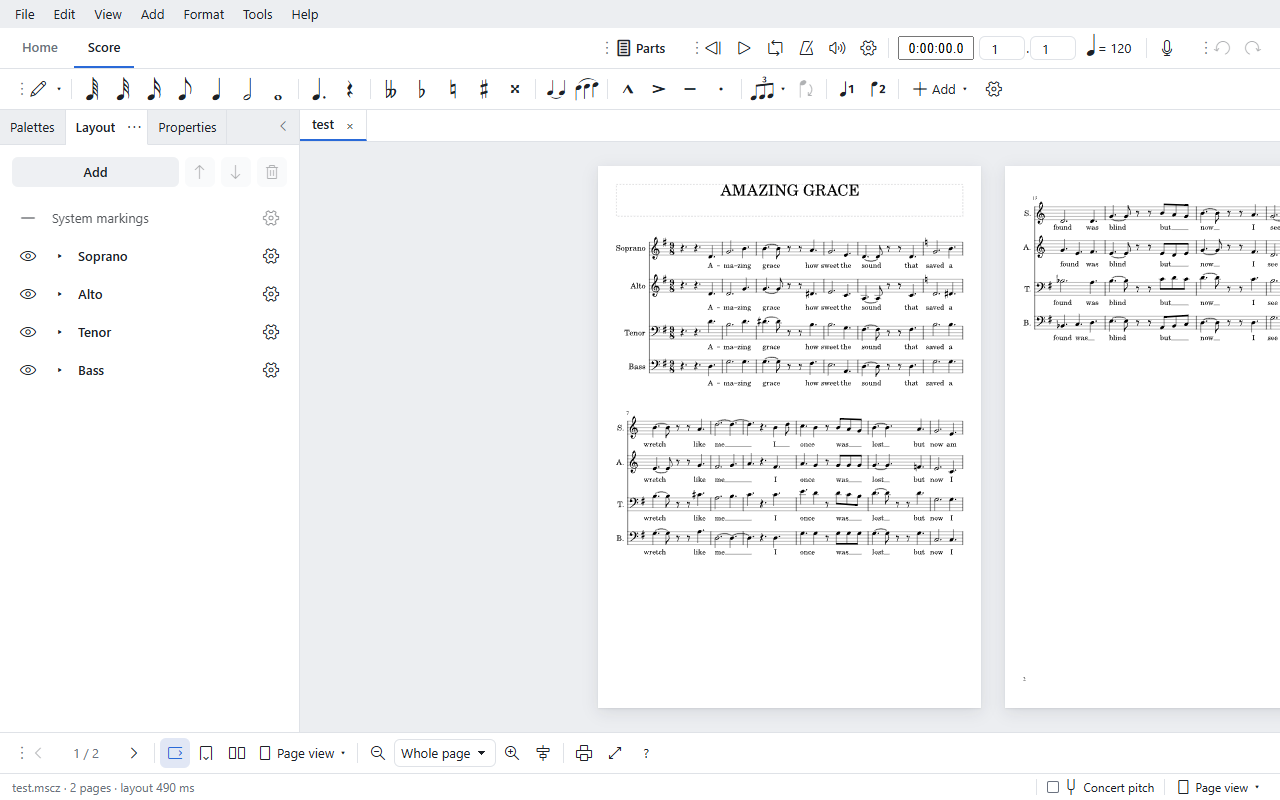 File Edit View Add Format Tools Help
Home Score Parts 0:00:00.0 1 . 1 = 120
3 1 2 Add
Palettes Layout Properties test
Add
System markings
Soprano
Alto
Tenor
Bass
AMAZING GRACE
Soprano
A - ma-zing grace how sweet the sound that saved a
Alto
A - ma-zing grace how sweet the sound that saved a
Tenor
A - ma-zing grace how sweet the sound that saved a
Bass
A - ma-zing grace how sweet the sound that saved a
7
S.
wretch like me I once was lost but now am
A.
wretch like me I once was lost but now I
T.
wretch like me I once was lost but now I
B.
wretch like me I once was lost but now I
S.
found was blind but now I see
A.
found was blind but now I see
T.
found was blind but now I see
B.
found was blind but now I see
2
1 / 2 Page view Whole page ?
test.mscz · 2 pages · layout 490 ms Concert pitch Page view